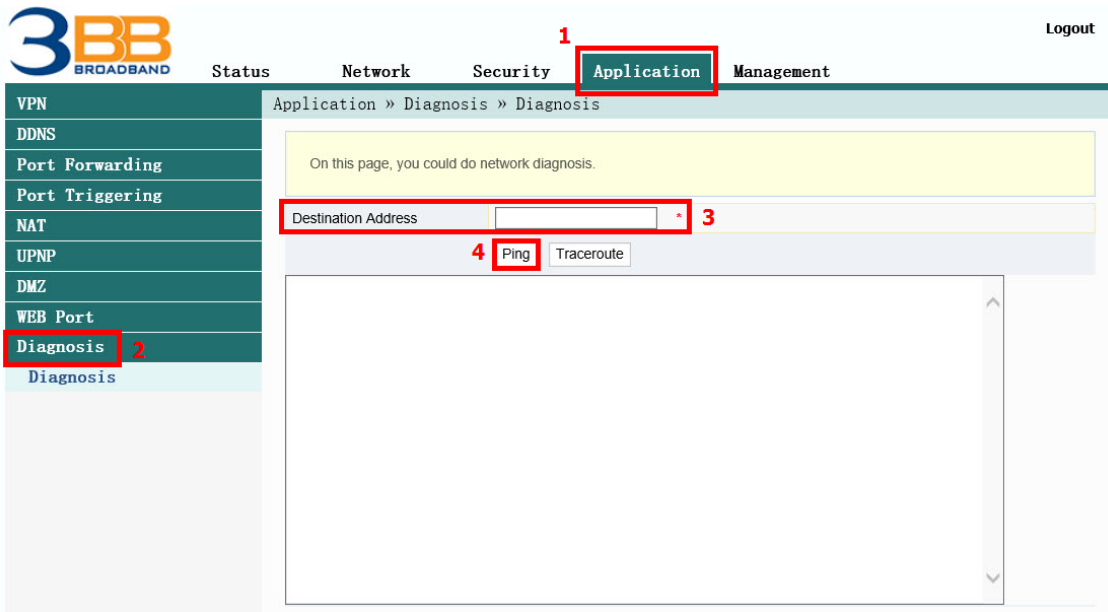 3BB
BROADBAND
Logout
1
Status Network Security Application Management
VPN
DDNS
Port Forwarding
Port Triggering
NAT
UPNP
DMZ
WEB Port
Diagnosis 2
Diagnosis
Application » Diagnosis » Diagnosis
On this page, you could do network diagnosis.
Destination Address * 3
4 Ping Traceroute